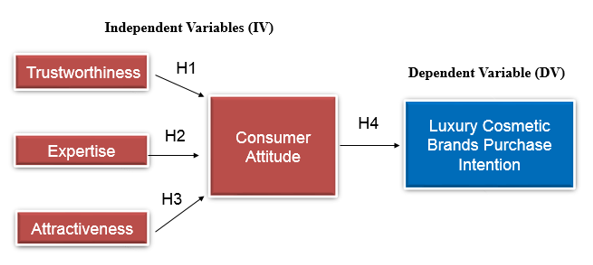 Independent Variables (IV)
Trustworthiness
H1
Dependent Variable (DV)
Expertise
H2
Consumer
Attitude
H4
Luxury Cosmetic
Brands Purchase
Intention
H3
Attractiveness